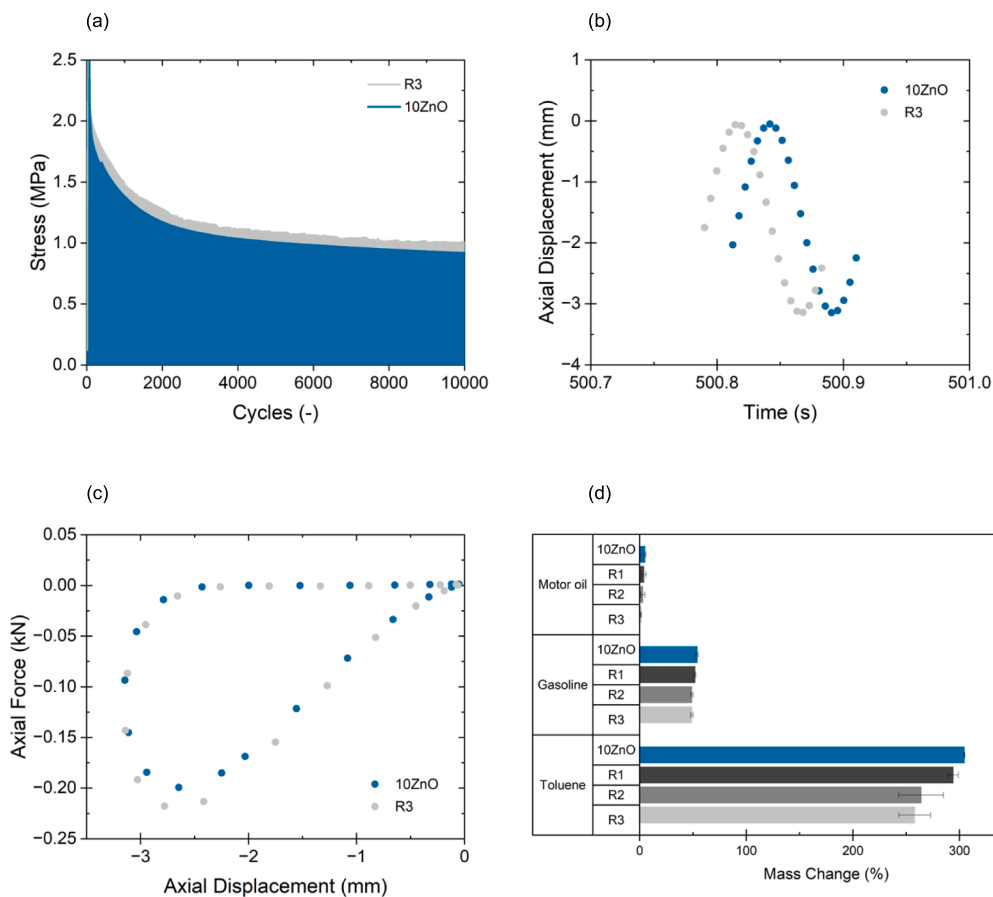 (a)
2.5
2.0
1.5
1.0
0.5
0.0
Stress (MPa)
R3
10ZnO
0
2000
4000
6000
8000
10000
Cycles (-)
(b)
1
0
−1
−2
−3
−4
Axial Displacement (mm)
10ZnO
R3
500.7
500.8
500.9
501.0
Time (s)
(c)
0.05
0.00
−0.05
−0.10
−0.15
−0.20
−0.25
Axial Force (kN)
10ZnO
R3
−3
−2
−1
0
Axial Displacement (mm)
(d)
Motor oil
10ZnO
R1
R2
R3
Gasoline
10ZnO
R1
R2
R3
Toluene
10ZnO
R1
R2
R3
0
100
200
300
Mass Change (%)